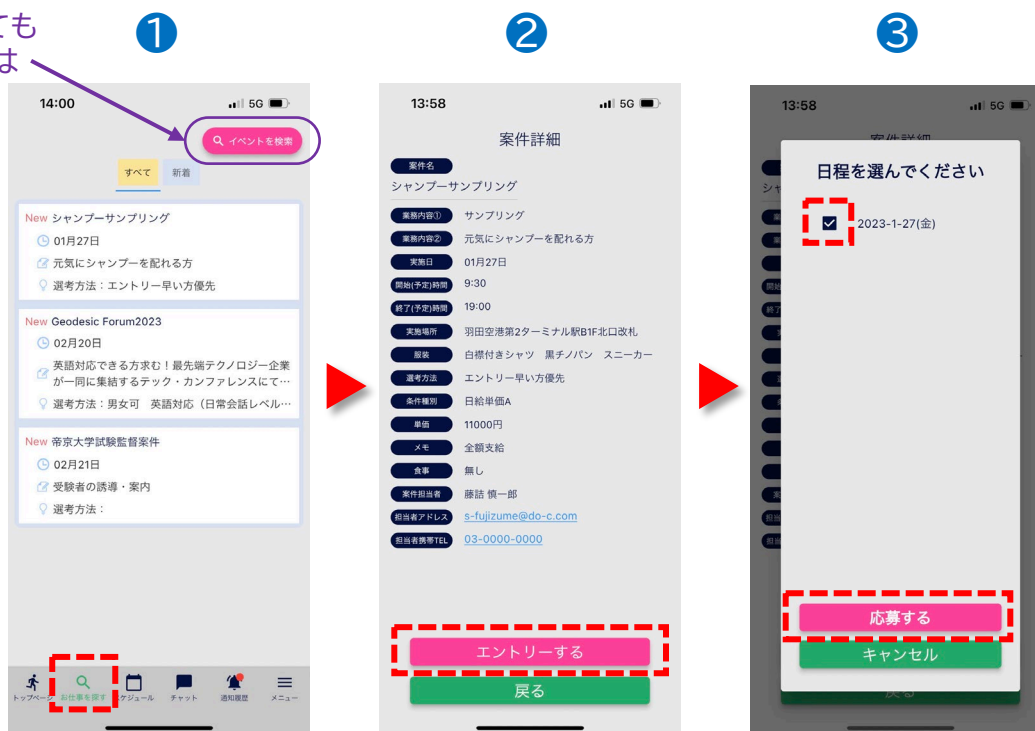 ても
は
1
2
3
14:00
5G
イベントを検索
すべて
新着
New シャンプーサンプリング
01月27日
元気にシャンプーを配れる方
選考方法：エントリー早い方優先
New Geodesic Forum2023
02月20日
英語対応できる方求む！最先端テクノロジー企業
が一同に集結するテック・カンファレンスにて…
選考方法：男女可 英語対応（日常会話レベル…
New 帝京大学試験監督案件
02月21日
受験者の誘導・案内
選考方法：
トップページ
お仕事を探す
ケジュール
チャット
通知履歴
メニュー
13:58
5G
案件詳細
案件名
シャンプーサンプリング
業務内容① サンプリング
業務内容② 元気にシャンプーを配れる方
実施日 01月27日
開始(予定)時間 9:30
終了(予定)時間 19:00
実施場所 羽田空港第2ターミナル駅B1F北口改札
服装 白襟付きシャツ 黒チノパン スニーカー
選考方法 エントリー早い方優先
条件種別 日給単価A
単価 11000円
メモ 全額支給
食事 無し
案件担当者 藤詰 慎一郎
担当者アドレス s-fujizume@do-c.com
担当者携帯TEL 03-0000-0000
エントリーする
戻る
13:58
5G
案件詳細
日程を選んでください
2023-1-27(金)
応募する
キャンセル
戻る